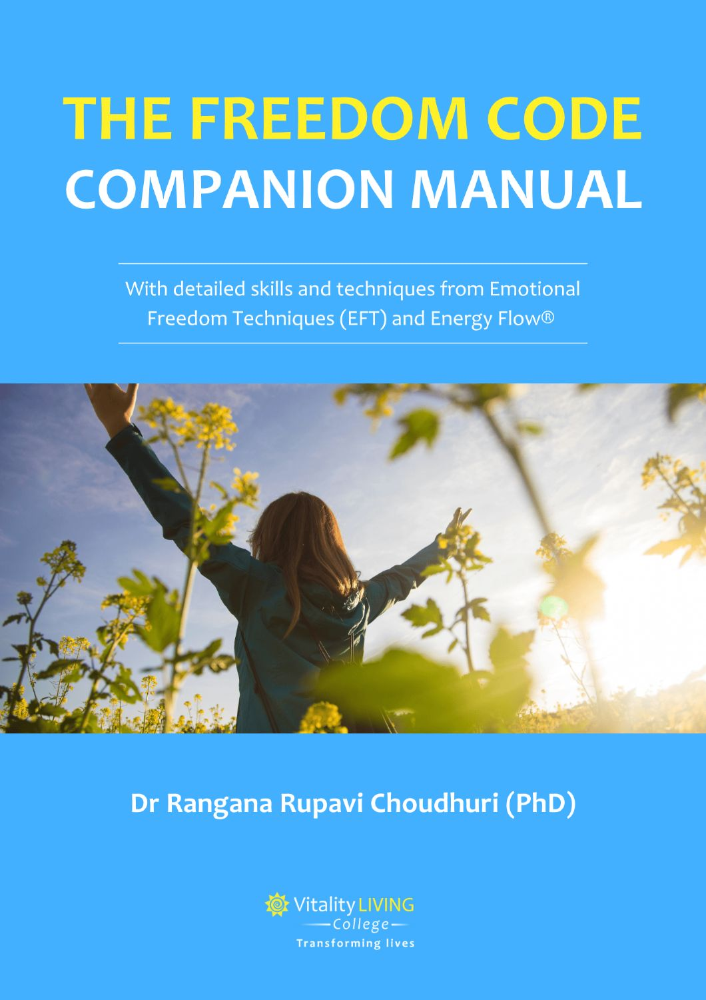 THE FREEDOM CODE
COMPANION MANUAL
With detailed skills and techniques from Emotional
Freedom Techniques (EFT) and Energy Flow®
Dr Rangana Rupavi Choudhuri (PhD)
Vitality LIVING
College
Transforming lives